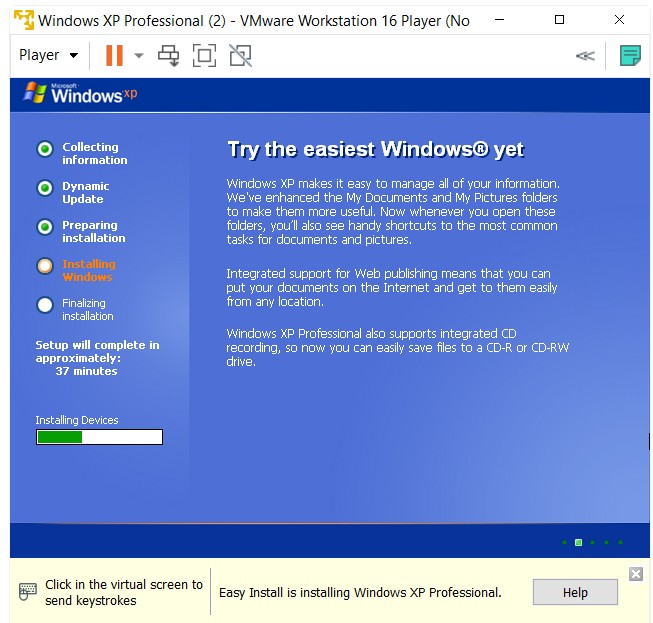 Windows XP Professional (2) - VMware Workstation 16 Player (No
Player
Microsoft
Windows xp
Collecting
information
Dynamic
Update
Preparing
installation
Installing
Windows
Finalizing
installation
Setup will complete in
approximately:
37 minutes
Installing Devices
Try the easiest Windows® yet
Windows XP makes it easy to manage all of your information.
We've enhanced the My Documents and My Pictures folders
to make them more useful. Now whenever you open these
folders, you'll also see handy shortcuts to the most common
tasks for documents and pictures.
Integrated support for Web publishing means that you can
put your documents on the Internet and get to them easily
from any location.
Windows XP Professional also supports integrated CD
recording, so now you can easily save files to a CD-R or CD-RW
drive.
Click in the virtual screen to
send keystrokes
Easy Install is installing Windows XP Professional.
Help